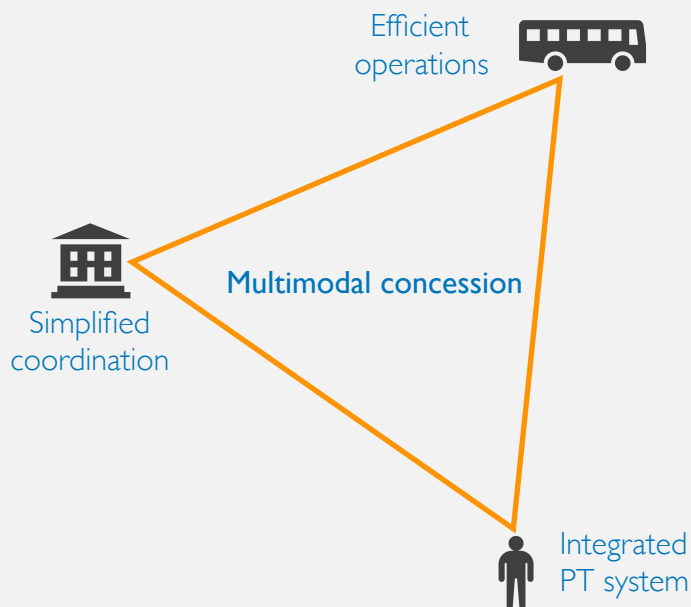 Efficient
operations
Multimodal concession
Simplified
coordination
Integrated
PT system